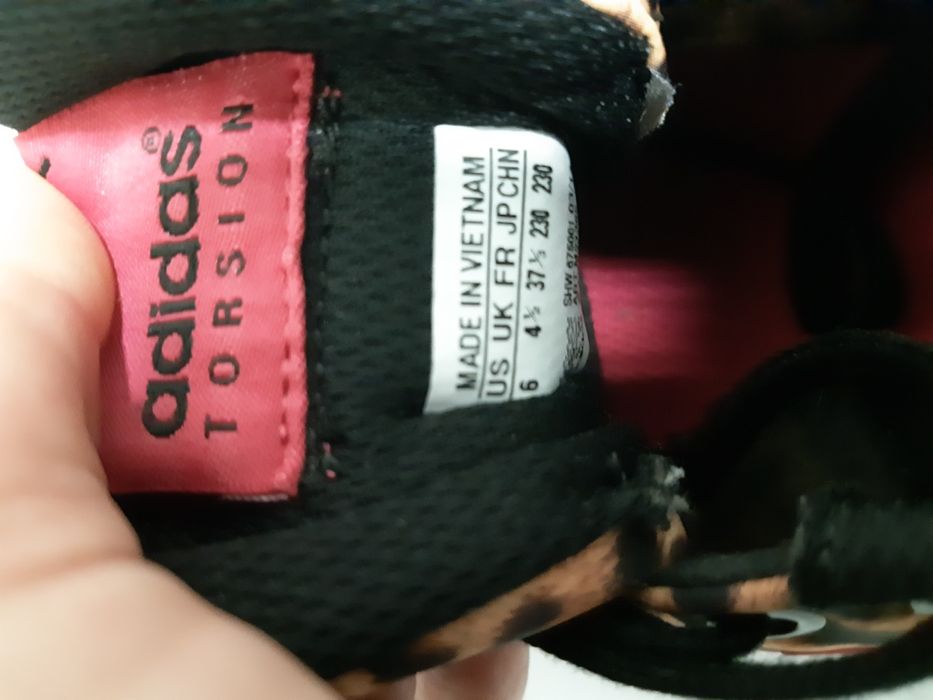 adidas®
TORSION
MADE IN VIETNAM
US UK FR JP CHN
6 4½ 37⅓ 230 230